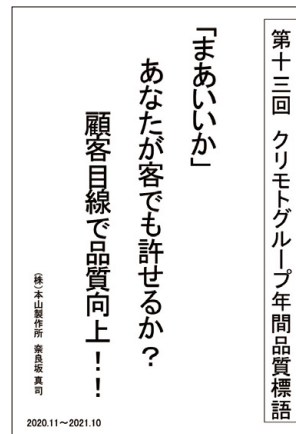 第十三回 クリモトグループ年間品質標語
「まあいいか」
あなたが客でも許せるか？
顧客目線で品質向上！！
(株)本山製作所 奈良坂 真司
2020.11～2021.10